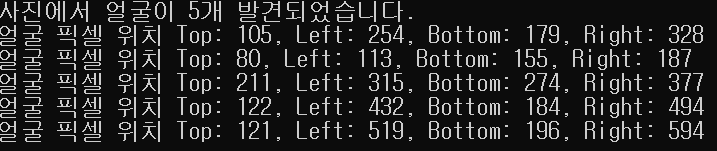 사진에서 얼굴이 5개 발견되었습니다.
얼굴 픽셀 위치 Top: 105, Left: 254, Bottom: 179, Right: 328
얼굴 픽셀 위치 Top: 80, Left: 113, Bottom: 155, Right: 187
얼굴 픽셀 위치 Top: 211, Left: 315, Bottom: 274, Right: 377
얼굴 픽셀 위치 Top: 122, Left: 432, Bottom: 184, Right: 494
얼굴 픽셀 위치 Top: 121, Left: 519, Bottom: 196, Right: 594